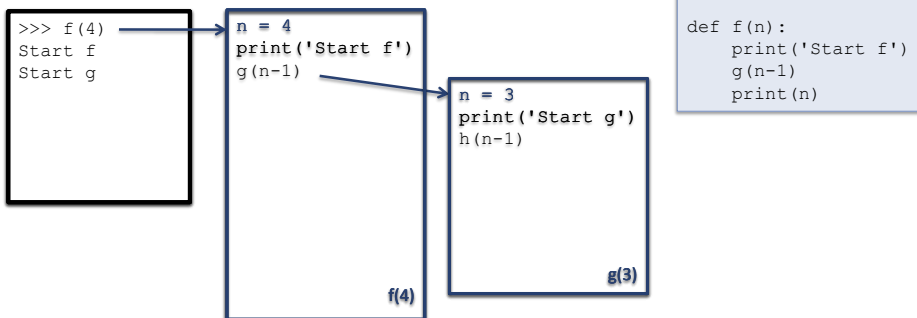 >>> f(4)
Start f
Start g
n = 4
print('Start f')
g(n-1)
f(4)
n = 3
print('Start g')
h(n-1)
g(3)
def f(n):
    print('Start f')
    g(n-1)
    print(n)